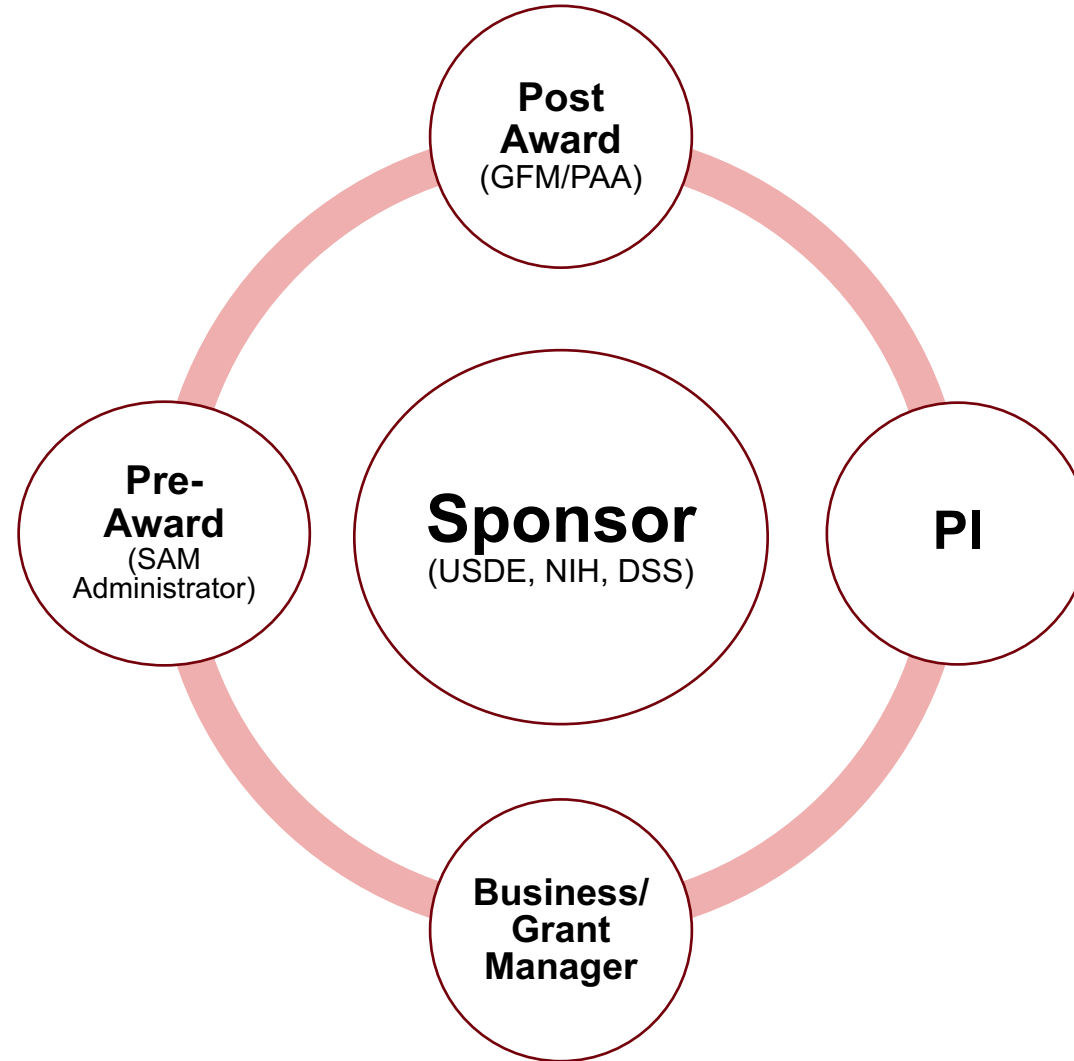 Post
Award
(GFM/PAA)
Pre-
Award
(SAM
Administrator)
Sponsor
(USDE, NIH, DSS)
PI
Business/
Grant
Manager